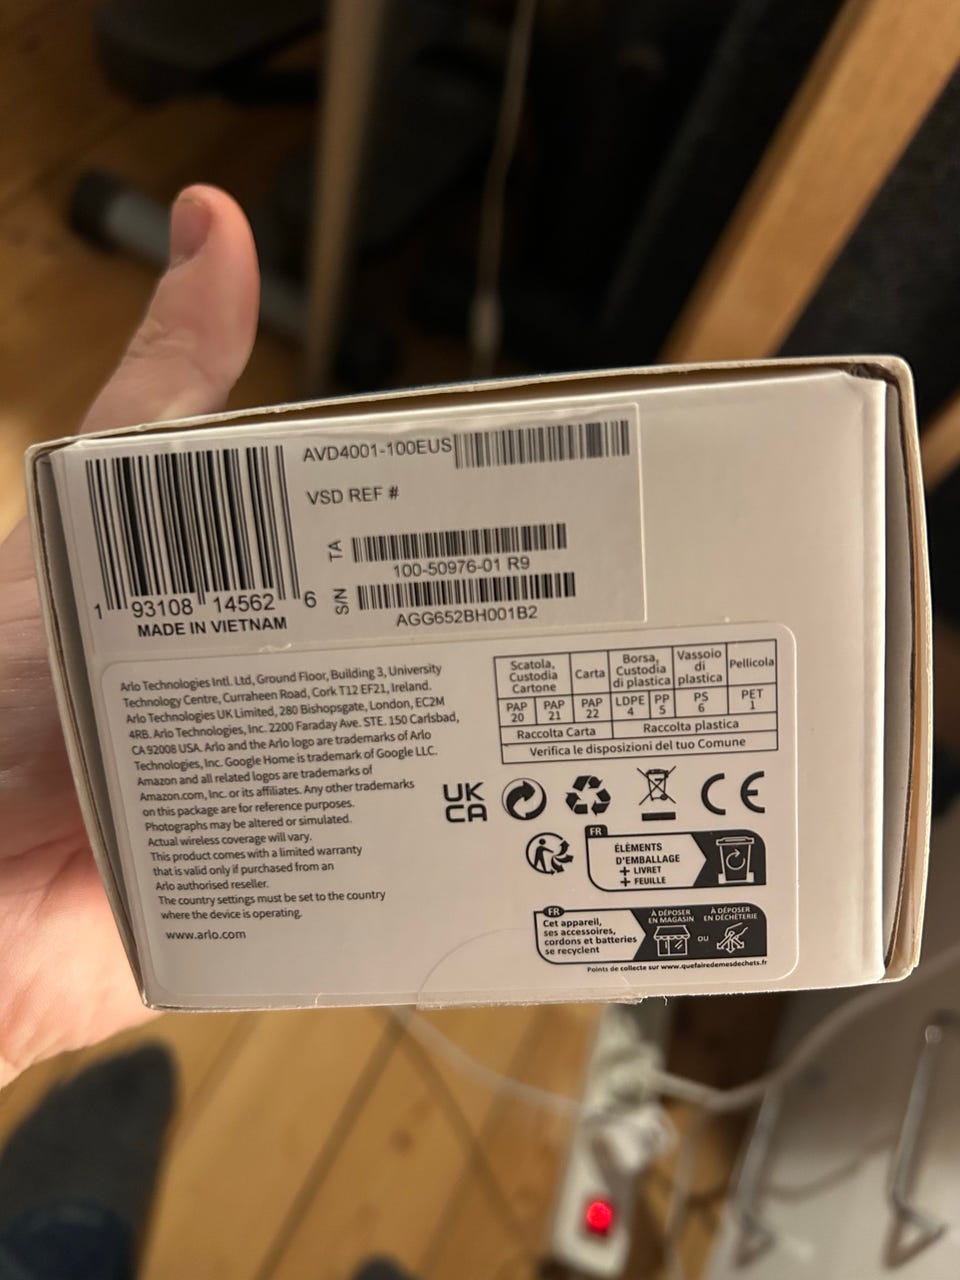 AVD4001-100EUS
VSD REF #
TA
100-50976-01 R9
S/N
AGG652BH001B2
1 93108 14562 6
MADE IN VIETNAM
Arlo Technologies Intl. Ltd, Ground Floor, Building 3, University
Technology Centre, Curraheen Road, Cork T12 EF21, Ireland.
Arlo Technologies UK Limited, 280 Bishopsgate, London, EC2M
4RB. Arlo Technologies, Inc. 2200 Faraday Ave. STE. 150 Carlsbad,
CA 92008 USA. Arlo and the Arlo logo are trademarks of Arlo
Technologies, Inc. Google Home is trademark of Google LLC.
Amazon and all related logos are trademarks of
Amazon.com, Inc. or its affiliates. Any other trademarks
on this package are for reference purposes.
Photographs may be altered or simulated.
Actual wireless coverage will vary.
This product comes with a limited warranty
that is valid only if purchased from an
Arlo authorised reseller.
The country settings must be set to the country
where the device is operating.
www.arlo.com
Scatola, Custodia Cartone
Carta
Borsa, Custodia di plastica
Vassoio di plastica
Pellicola
PAP 20
PAP 21
PAP 22
LDPE 4
PP 5
PS 6
PET 1
Raccolta Carta
Raccolta plastica
Verifica le disposizioni del tuo Comune
UK
CA
CE
FR
ÉLÉMENTS
D'EMBALLAGE
+ LIVRET
+ FEUILLE
FR
Cet appareil,
ses accessoires,
cordons et batteries
se recyclent
À DÉPOSER
EN MAGASIN
OU
À DÉPOSER
EN DÉCHÈTERIE
Points de collecte sur www.quefairedemesdechets.fr